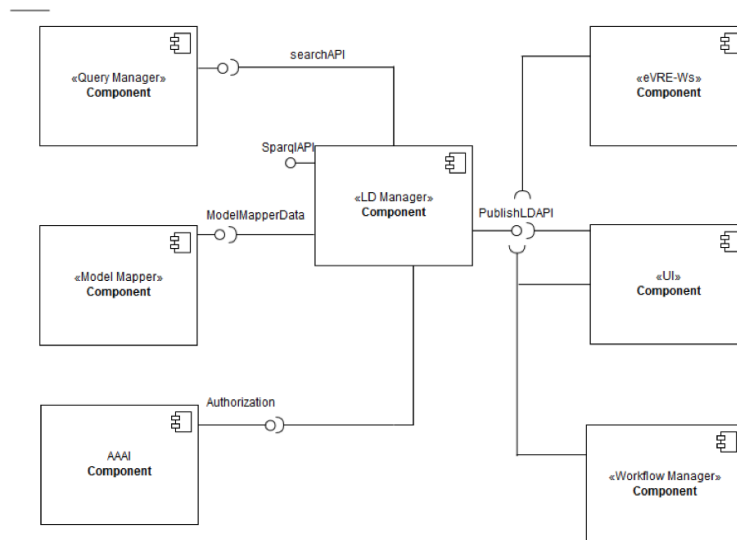 searchAPI
«Query Manager»
Component
«eVRE-Ws»
Component
SparqlAPI
«LD Manager»
Component
ModelMapperData
PublishLDAPI
«Model Mapper»
Component
«UI»
Component
Authorization
AAAI
Component
«Workflow Manager»
Component